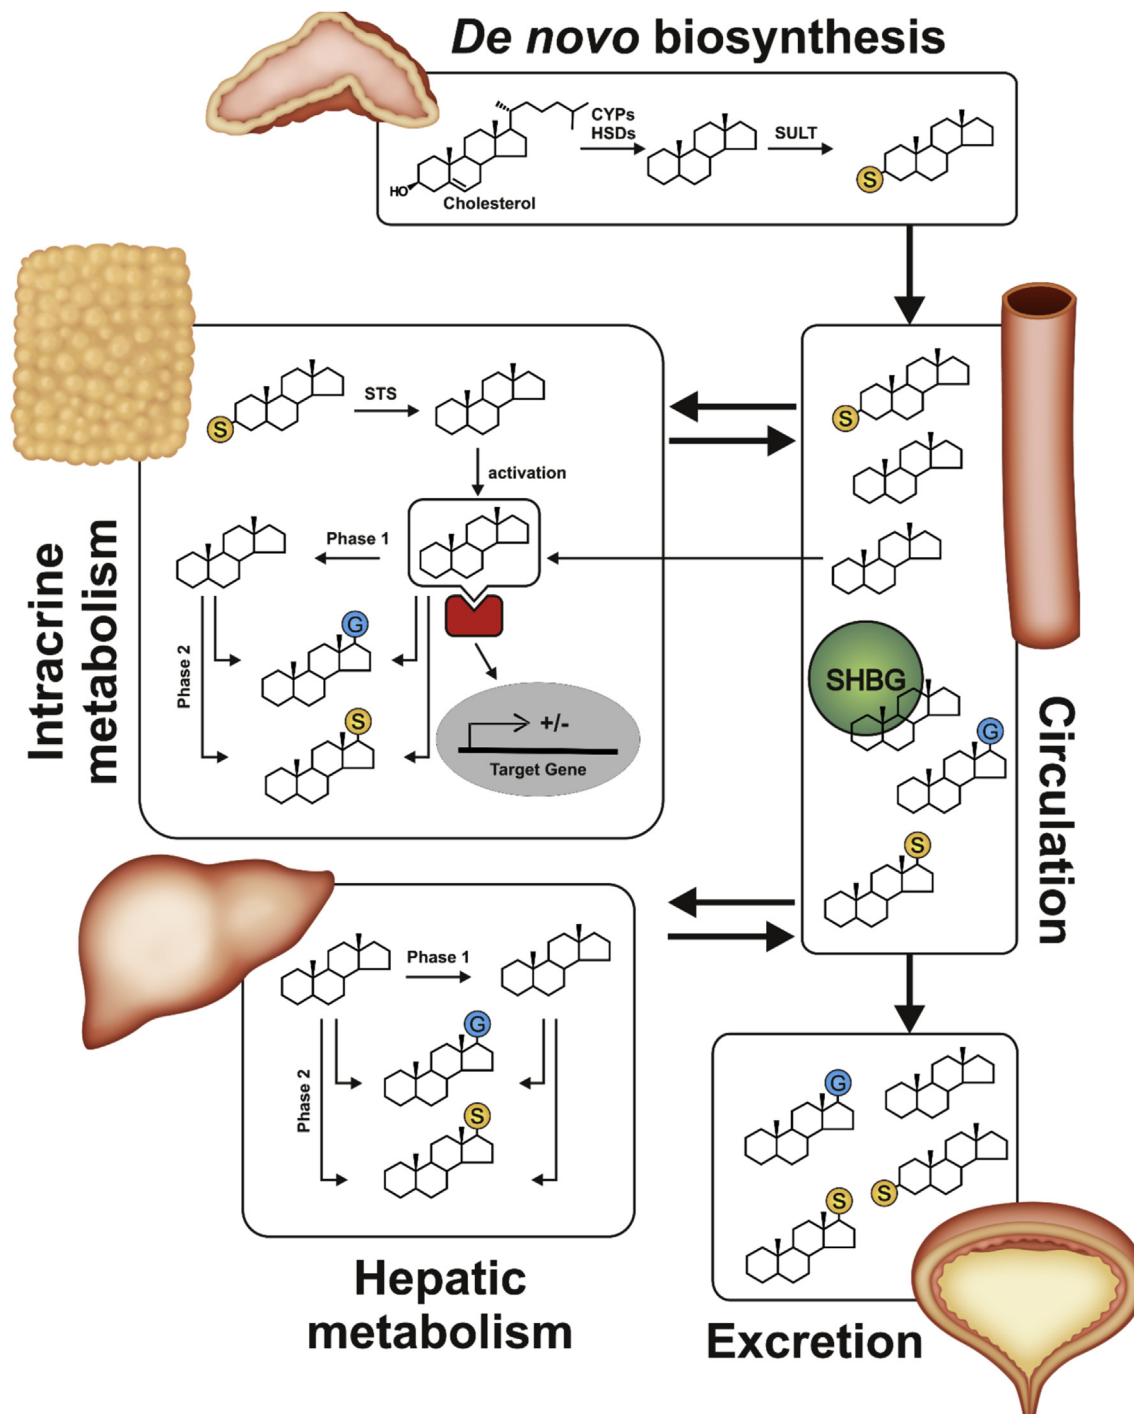 De novo biosynthesis
CYPs
HSDs
SULT
HO
Cholesterol
S
STS
S
activation
Phase 1
G
Phase 2
S
+/-
Target Gene
Intracrine
metabolism
S
SHBG
G
S
Circulation
Phase 1
G
Phase 2
S
Hepatic
metabolism
G
S
S
Excretion